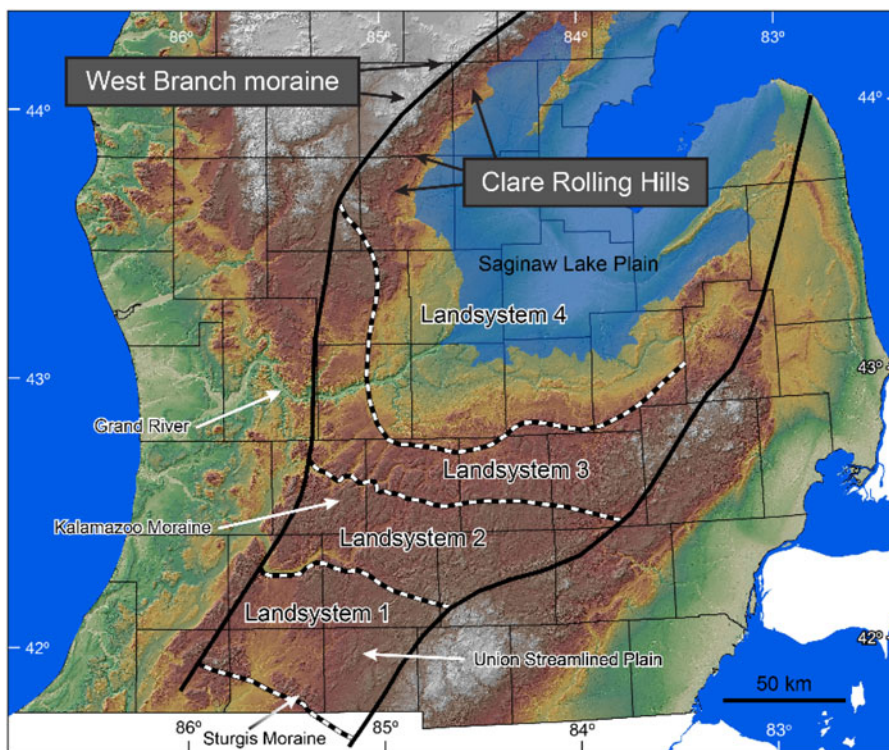 86° 85° 84° 83°
West Branch moraine
44° 44°
Clare Rolling Hills
Saginaw Lake Plain
Landsystem 4
43° 43°
Grand River
Landsystem 3
Kalamazoo Moraine
Landsystem 2
Landsystem 1
42° 42°
Union Streamlined Plain
50 km
86° 85° 84° 83°
Sturgis Moraine